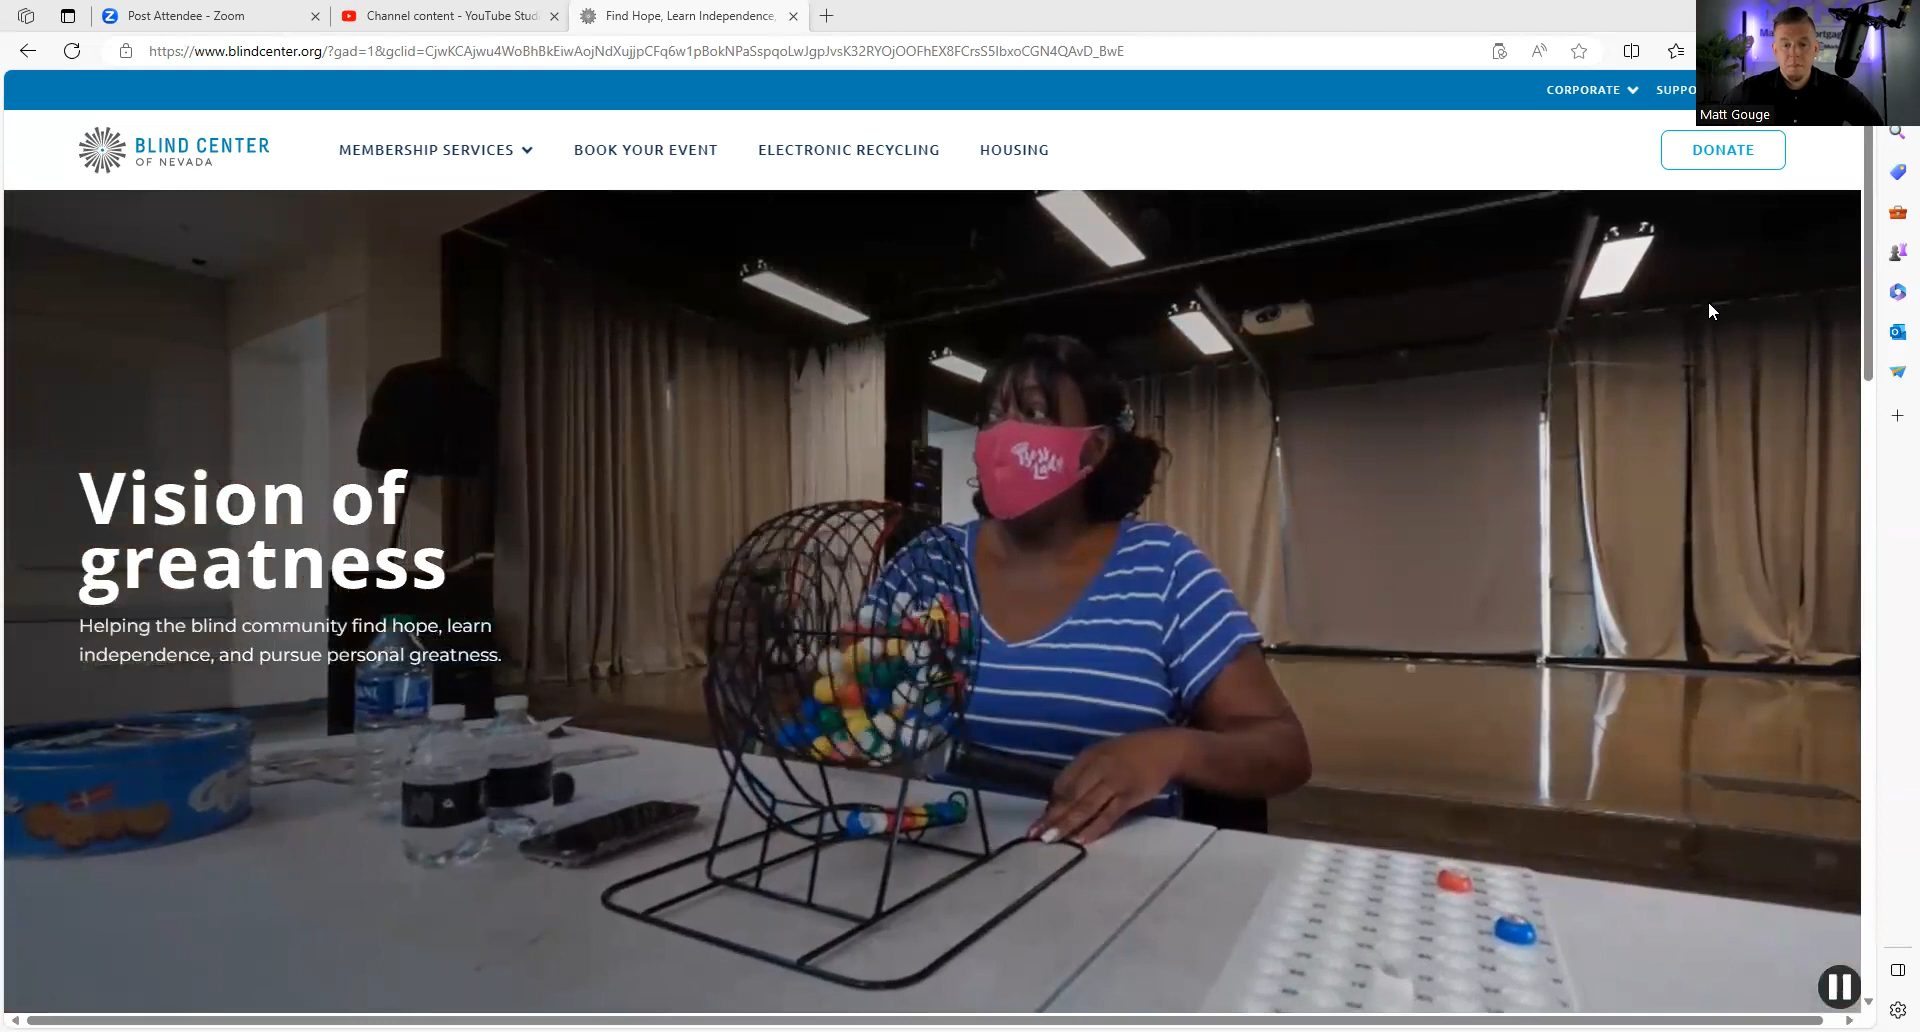 Post Attendee - Zoom
Channel content - YouTube Stud
Find Hope, Learn Independence,
https://www.blindcenter.org/?gad=1&gclid=CjwKCAjwu4WoBhBkEiwAojNdXujjpCFq6w1pBokNPaSspqoLwJgpJvsK32RYOjOOFhEX8FCrsS5IbxoCGN4QAvD_BwE
Matt Gouge
CORPORATE
SUPPO
BLIND CENTER
OF NEVADA
MEMBERSHIP SERVICES
BOOK YOUR EVENT
ELECTRONIC RECYCLING
HOUSING
DONATE
Boss
Lady
Vision of
greatness
Helping the blind community find hope, learn
independence, and pursue personal greatness.